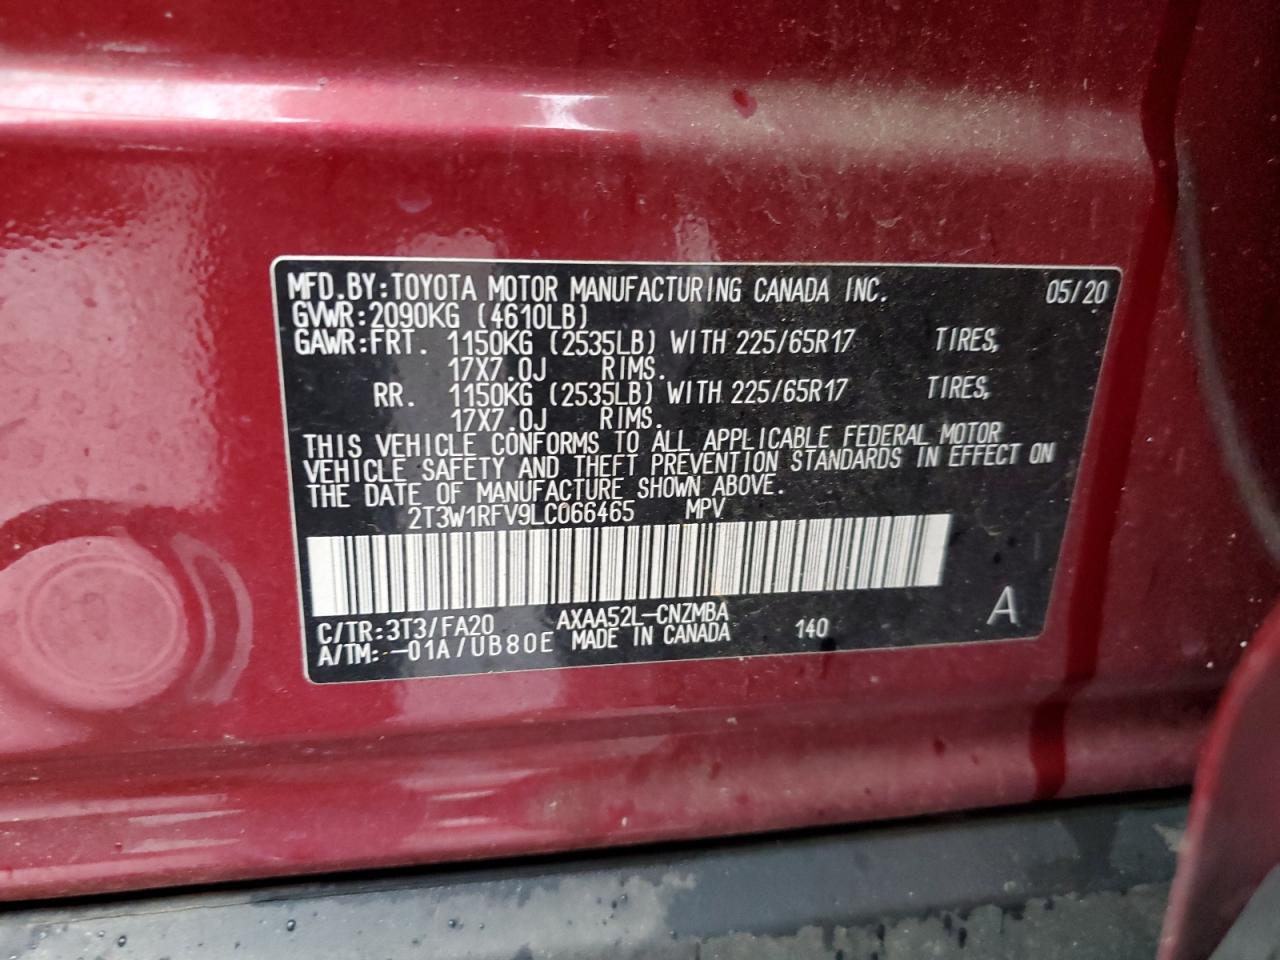 MFD.BY:TOYOTA MOTOR MANUFACTURING CANADA INC. 05/20
GVWR:2090KG (4610LB)
GAWR:FRT. 1150KG (2535LB) WITH 225/65R17 TIRES,
17X7.0J RIMS.
RR. 1150KG (2535LB) WITH 225/65R17 TIRES,
17X7.0J RIMS.
THIS VEHICLE CONFORMS TO ALL APPLICABLE FEDERAL MOTOR
VEHICLE SAFETY AND THEFT PREVENTION STANDARDS IN EFFECT ON
THE DATE OF MANUFACTURE SHOWN ABOVE.
2T3W1RFV9LC066465 MPV
C/TR:3T3/FA20 AXAA52L-CNZMBA A
A/TM:-01A/UB80E MADE IN CANADA 140